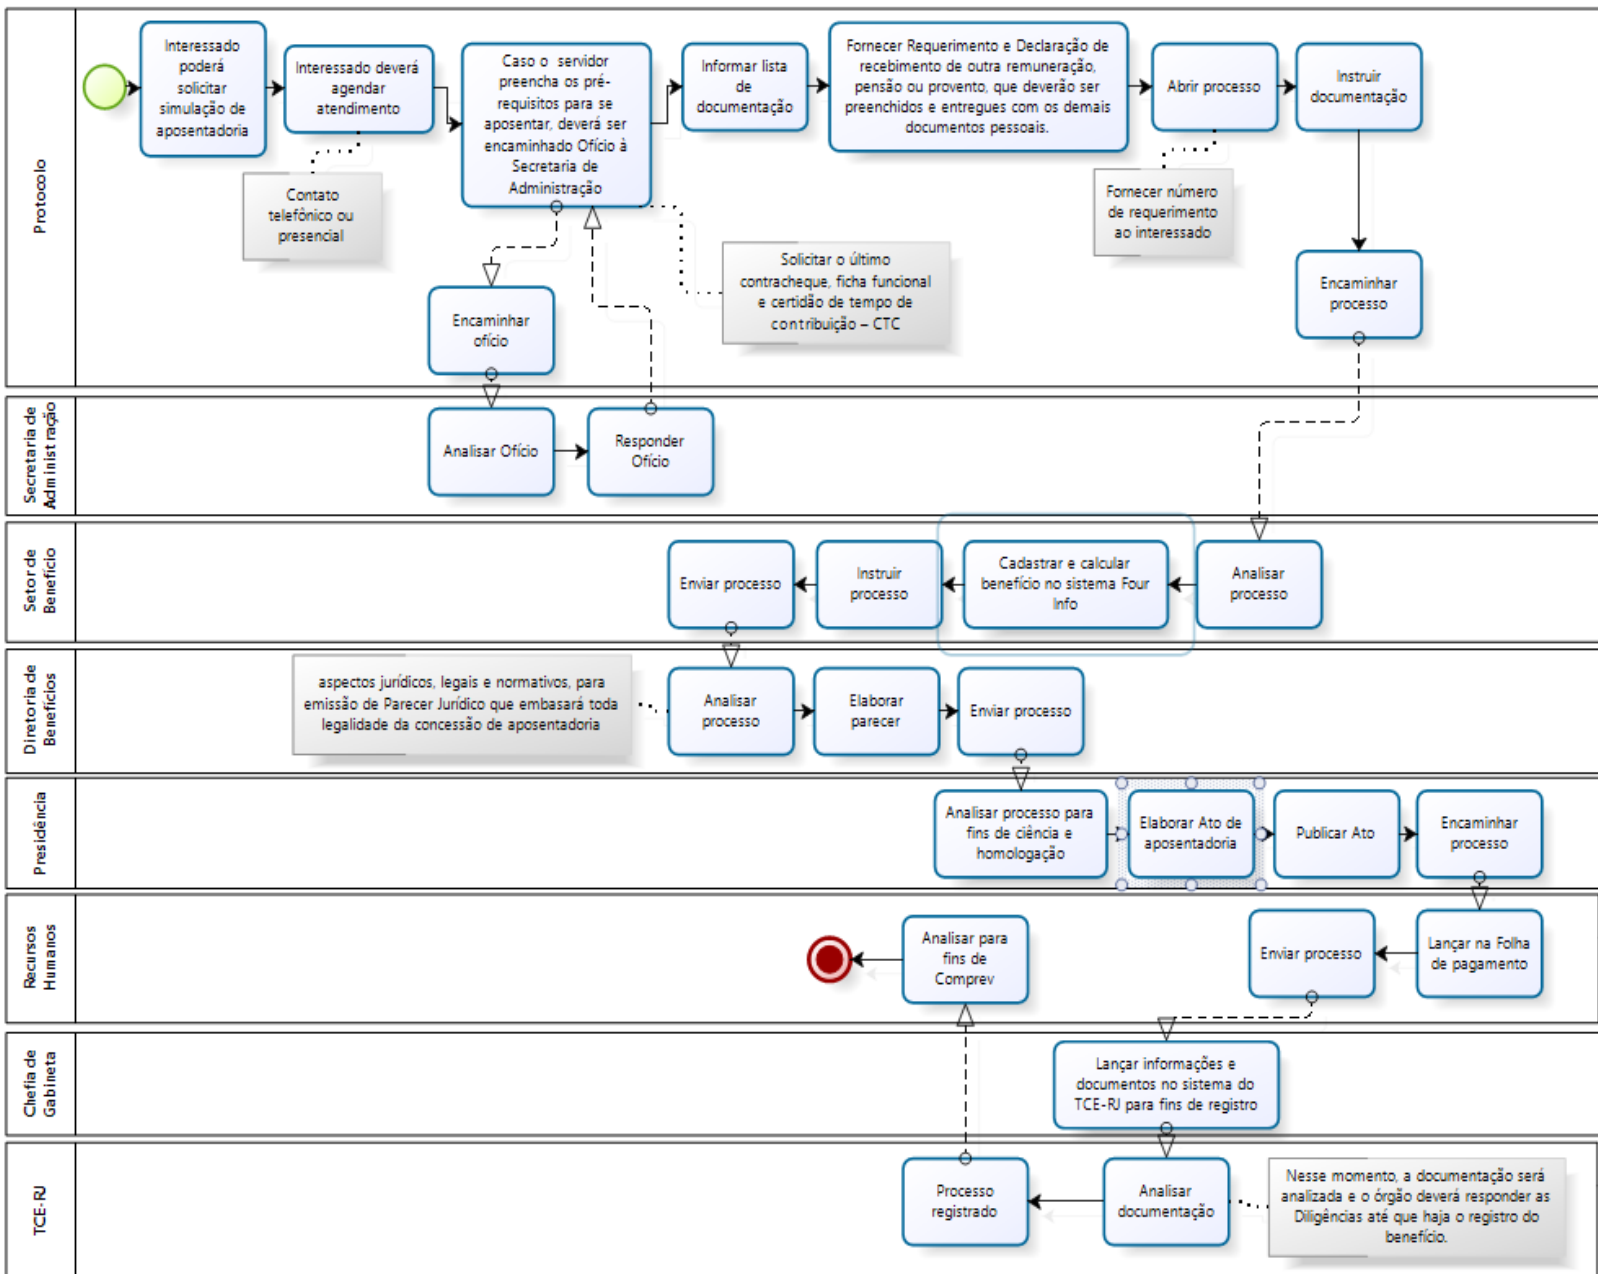 Protocolo
Interessado
poderá
solicitar
simulação de
aposentadoria
Interessado deverá
agendar
atendimento
Contato
telefônico ou
presencial
Caso o servidor
preencha os pré-
requisitos para se
aposentar, deverá ser
encaminhado Ofício à
Secretaria de
Administração
Informar lista
de
documentação
Fornecer Requerimento e Declaração de
recebimento de outra remuneração,
pensão ou provento, que deverão ser
preenchidos e entregues com os demais
documentos pessoais.
Abrir processo
Instruir
documentação
Fornecer número
de requerimento
ao interessado
Solicitar o último
contracheque, ficha funcional
e certidão de tempo de
contribuição – CTC
Encaminhar
ofício
Encaminhar
processo
Secretaria de
Administração
Analisar Ofício
Responder
Ofício
Setor de
Benefício
Enviar processo
Instruir
processo
Cadastrar e calcular
benefício no sistema Four
Info
Analisar
processo
Diretoria de
Benefícios
aspectos jurídicos, legais e normativos, para
emissão de Parecer Jurídico que embasará toda
legalidade da concessão de aposentadoria
Analisar
processo
Elaborar
parecer
Enviar processo
Presidência
Analisar processo para
fins de ciência e
homologação
Elaborar Ato de
aposentadoria
Publicar Ato
Encaminhar
processo
Recursos
Humanos
Analisar para
fins de
Comprev
Enviar processo
Lançar na Folha
de pagamento
Chefia de
Gabineta
Lançar informações e
documentos no sistema do
TCE-RJ para fins de registro
TCE-RJ
Processo
registrado
Analisar
documentação
Nesse momento, a documentação será
analizada e o órgão deverá responder as
Diligências até que haja o registro do
benefício.